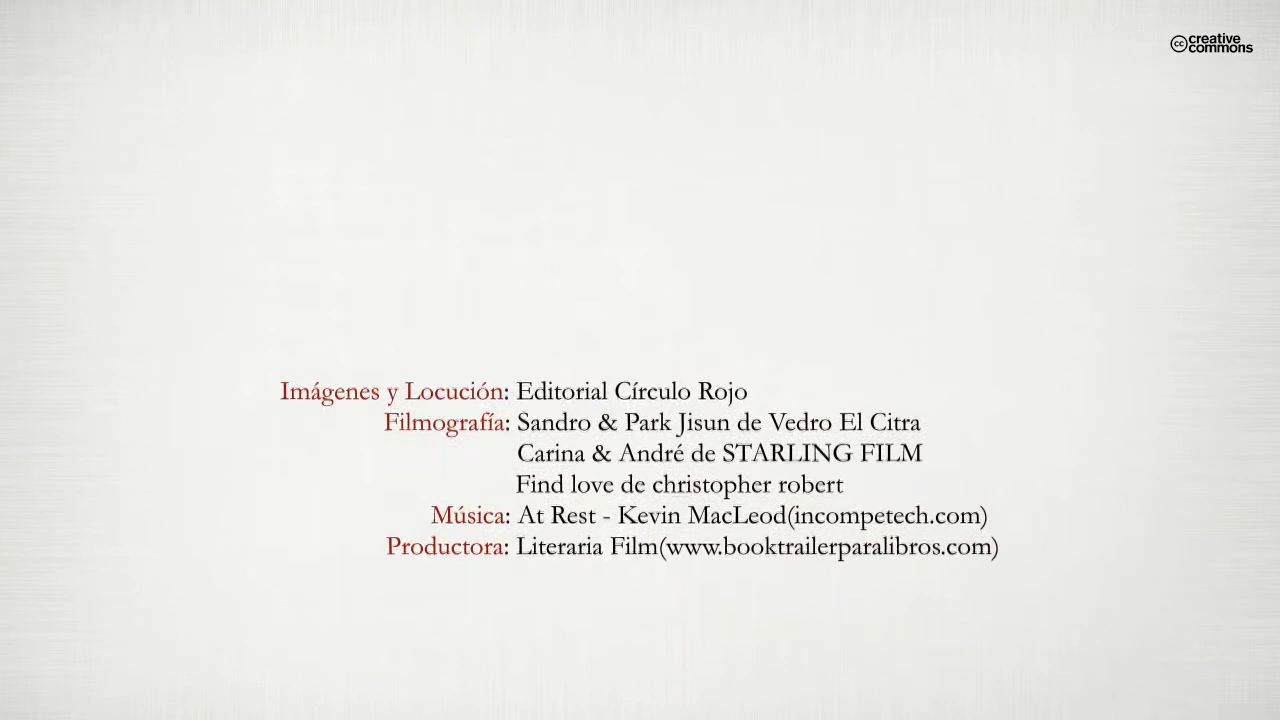 cc creative
commons
Imágenes y Locución: Editorial Círculo Rojo
Filmografía: Sandro & Park Jisun de Vedro El Citra
Carina & André de STARLING FILM
Find love de christopher robert
Música: At Rest - Kevin MacLeod(incompetech.com)
Productora: Literaria Film(www.booktrailerparalibros.com)